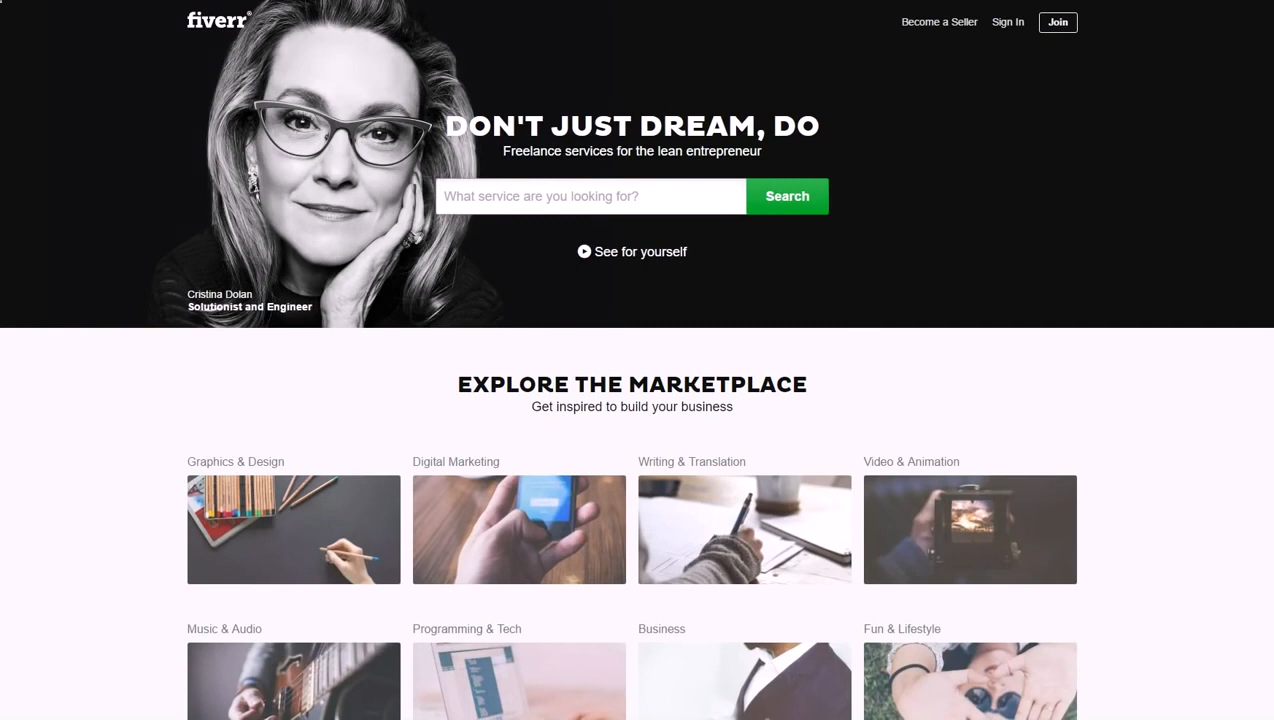 fiverr®
Become a Seller
Sign In
Join
DON'T JUST DREAM, DO
Freelance services for the lean entrepreneur
What service are you looking for?
Search
See for yourself
Cristina Dolan
Solutionist and Engineer
EXPLORE THE MARKETPLACE
Get inspired to build your business
Graphics & Design
Digital Marketing
Writing & Translation
Video & Animation
Music & Audio
Programming & Tech
Business
Fun & Lifestyle